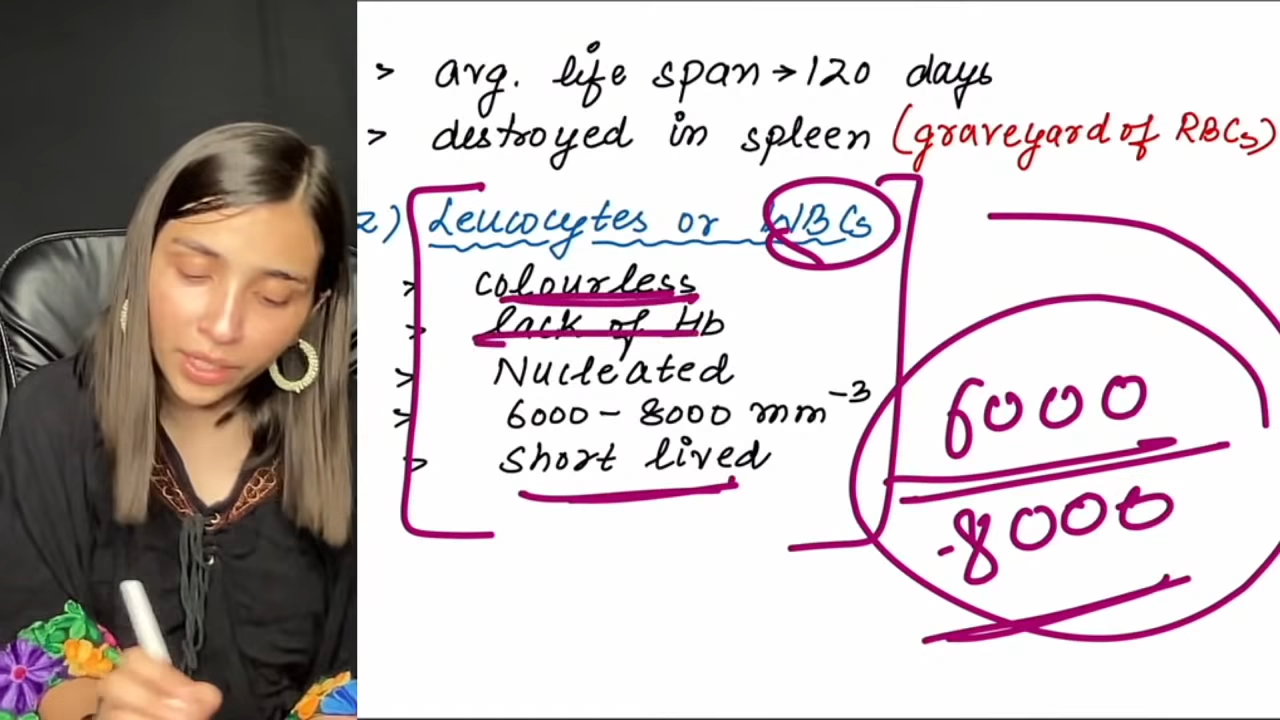 > avg. life span → 120 days
> destroyed in spleen (graveyard of RBCs)
2) Leucocytes or WBCs
> colourless
> lack of Hb
> Nucleated
> 6000 - 8000 mm⁻³
> short lived
6000
-8000